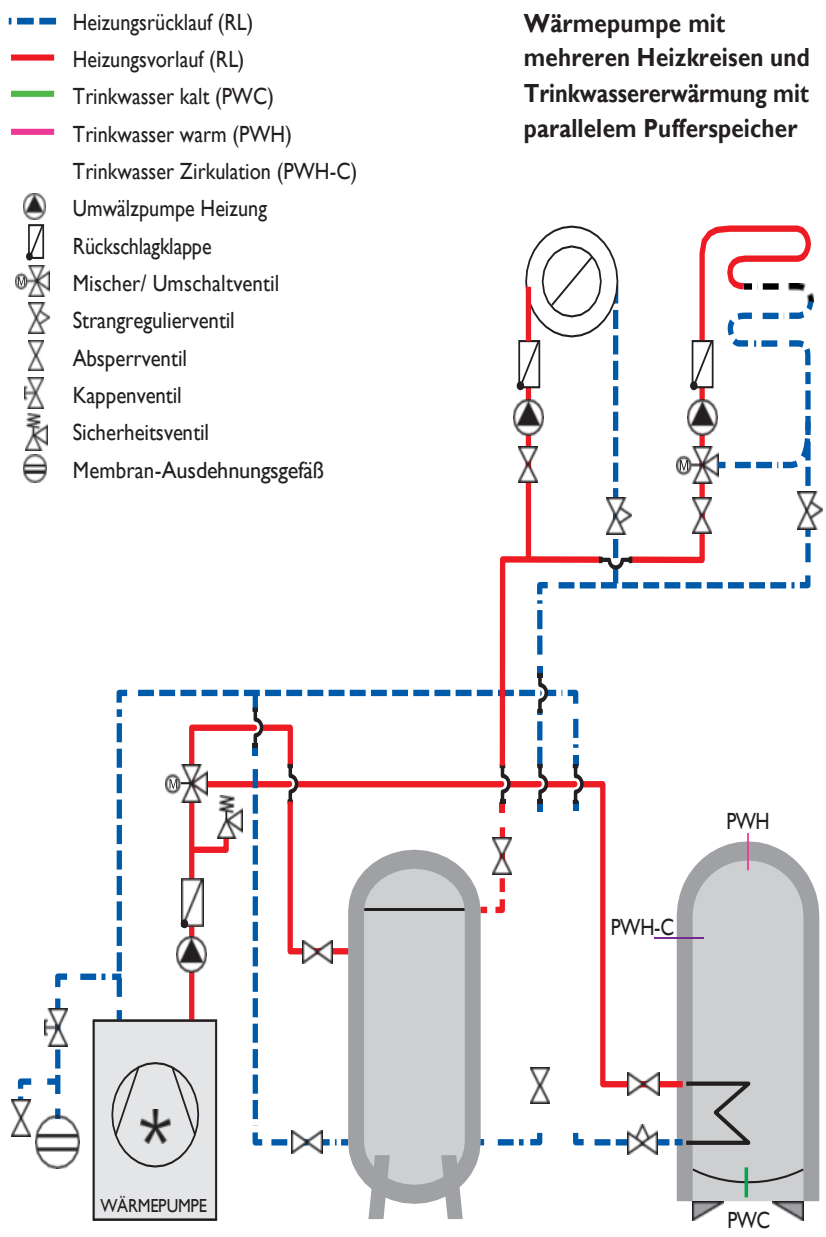 Heizungsrücklauf (RL)
Heizungsvorlauf (RL)
Trinkwasser kalt (PWC)
Trinkwasser warm (PWH)
Trinkwasser Zirkulation (PWH-C)
Umwälzpumpe Heizung
Rückschlagklappe
M
Mischer/ Umschaltventil
Strangregulierventil
Absperrventil
Kappenventil
Sicherheitsventil
Membran-Ausdehnungsgefäß
Wärmepumpe mit
mehreren Heizkreisen und
Trinkwassererwärmung mit
parallelem Pufferspeicher
M
M
PWH
PWH-C
WÄRMEPUMPE
PWC